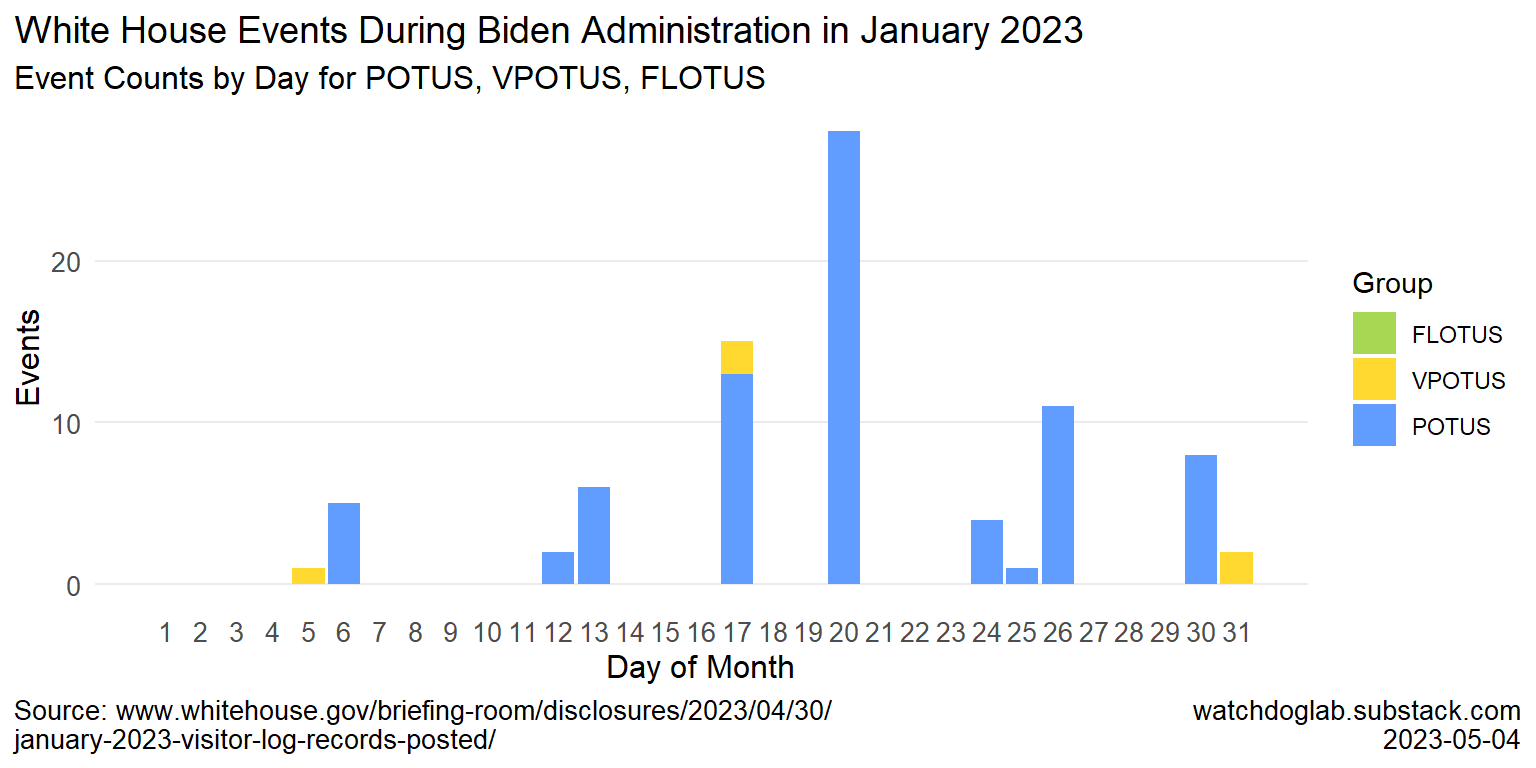 White House Events During Biden Administration in January 2023
Event Counts by Day for POTUS, VPOTUS, FLOTUS
Events
20
10
0
1 2 3 4 5 6 7 8 9 10 11 12 13 14 15 16 17 18 19 20 21 22 23 24 25 26 27 28 29 30 31
Day of Month
Group
FLOTUS
VPOTUS
POTUS
Source: www.whitehouse.gov/briefing-room/disclosures/2023/04/30/
january-2023-visitor-log-records-posted/
watchdoglab.substack.com
2023-05-04